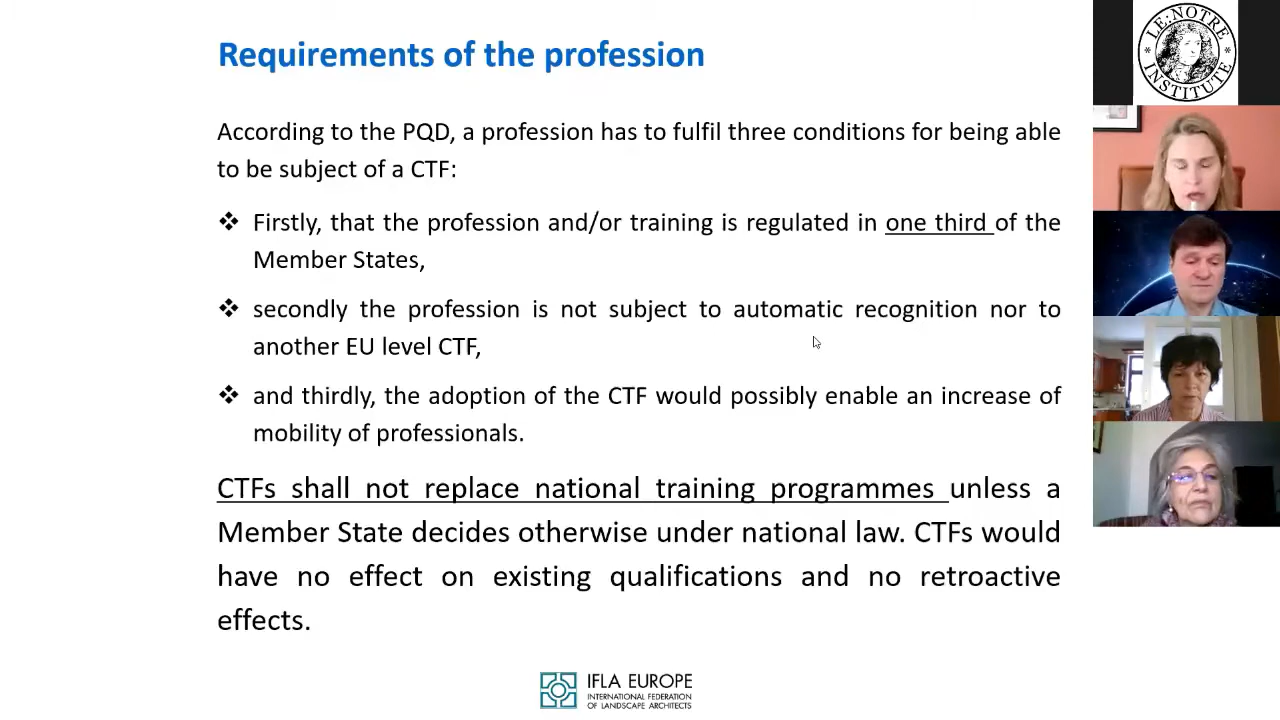 Requirements of the profession
According to the PQD, a profession has to fulfil three conditions for being able
to be subject of a CTF:
❖ Firstly, that the profession and/or training is regulated in one third of the
Member States,
❖ secondly the profession is not subject to automatic recognition nor to
another EU level CTF,
❖ and thirdly, the adoption of the CTF would possibly enable an increase of
mobility of professionals.
CTFs shall not replace national training programmes unless a
Member State decides otherwise under national law. CTFs would
have no effect on existing qualifications and no retroactive
effects.
IFLA EUROPE
INTERNATIONAL FEDERATION
OF LANDSCAPE ARCHITECTS
LE:NOTRE
INSTITUTE